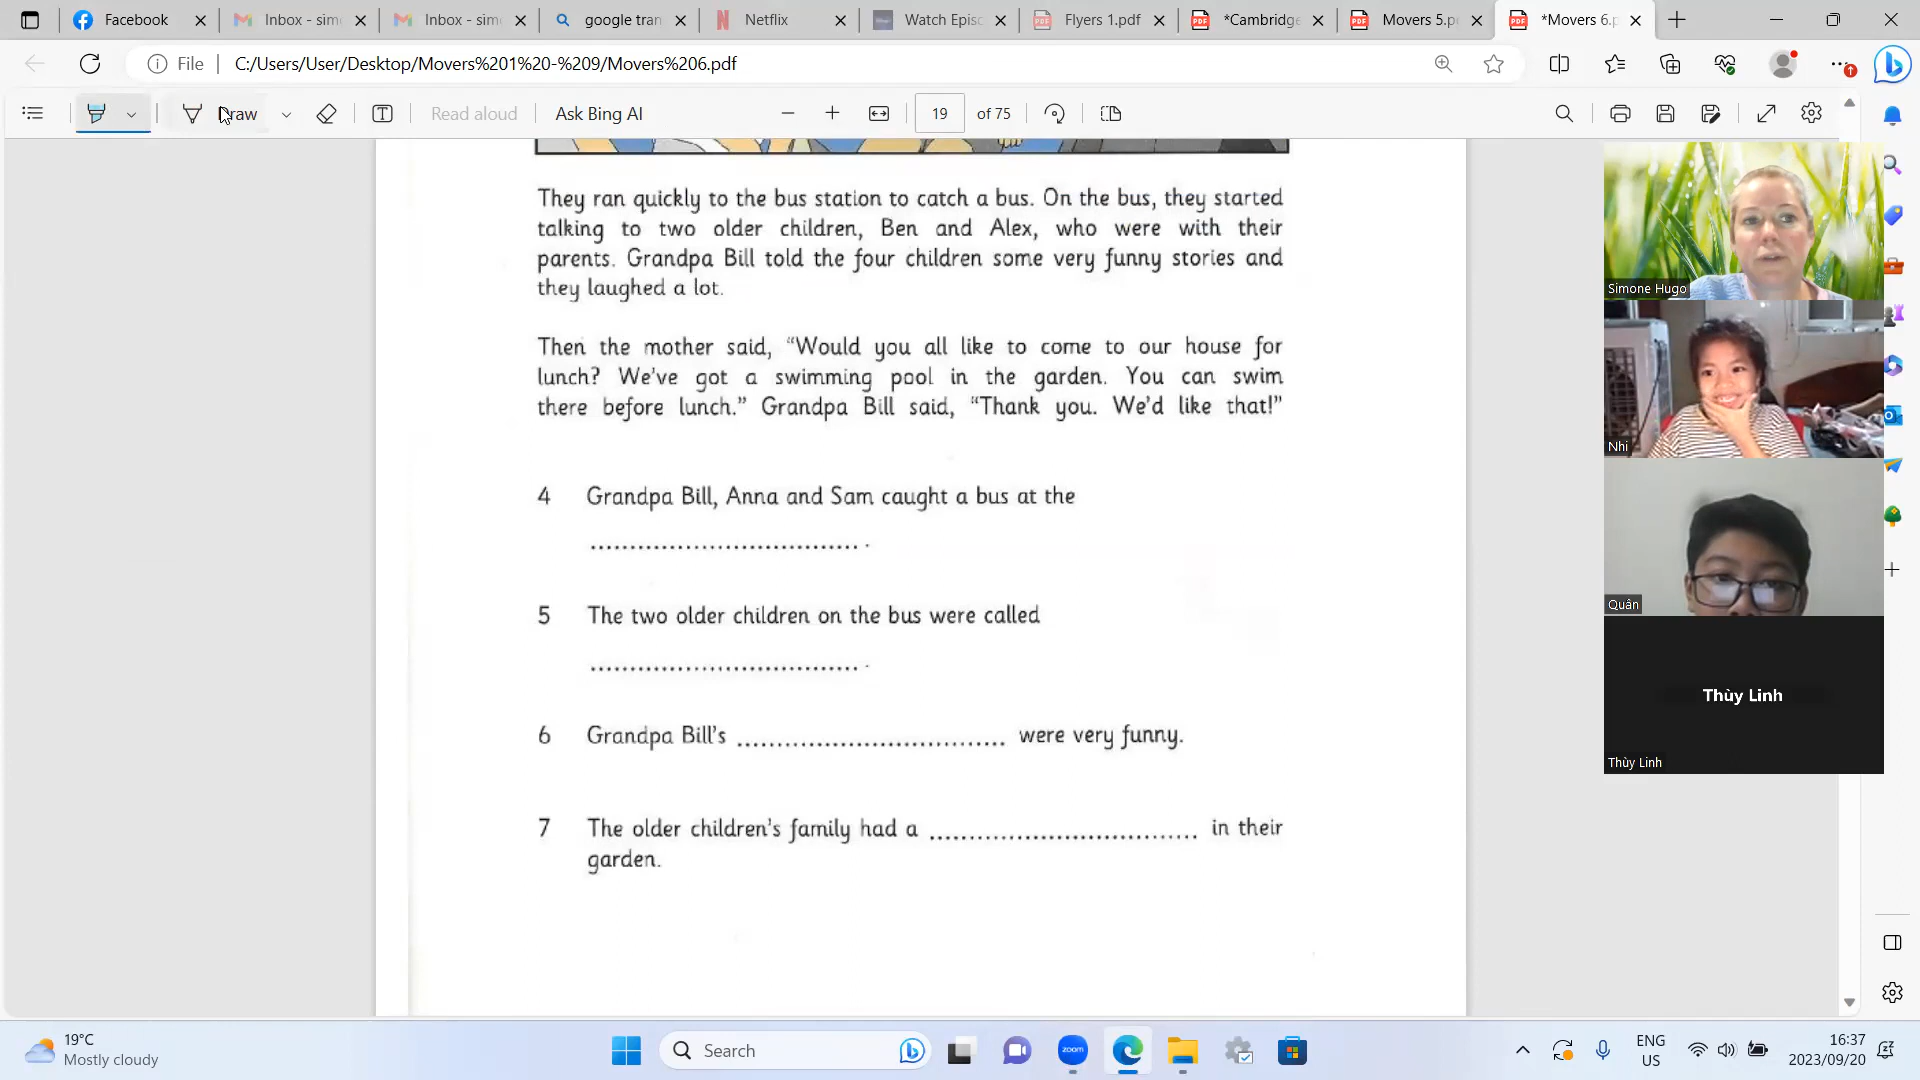 Facebook
Inbox - sim
Inbox - sim
google tran
Netflix
Watch Epis
Flyers 1.pdf
*Cambridge
Movers 5.p
*Movers 6.p
File
C:/Users/User/Desktop/Movers%201%20-%209/Movers%206.pdf
Draw
Read aloud
Ask Bing AI
19
of 75
They ran quickly to the bus station to catch a bus. On the bus, they started
talking to two older children, Ben and Alex, who were with their
parents. Grandpa Bill told the four children some very funny stories and
they laughed a lot.
Then the mother said, “Would you all like to come to our house for
lunch? We’ve got a swimming pool in the garden. You can swim
there before lunch.” Grandpa Bill said, “Thank you. We’d like that!”
4 Grandpa Bill, Anna and Sam caught a bus at the
.................................. .
5 The two older children on the bus were called
.................................. .
6 Grandpa Bill’s .................................. were very funny.
7 The older children’s family had a .................................. in their
garden.
Simone Hugo
Nhi
Quân
Thùy Linh
Thùy Linh
19°C
Mostly cloudy
Search
zoom
ENG
US
16:37
2023/09/20